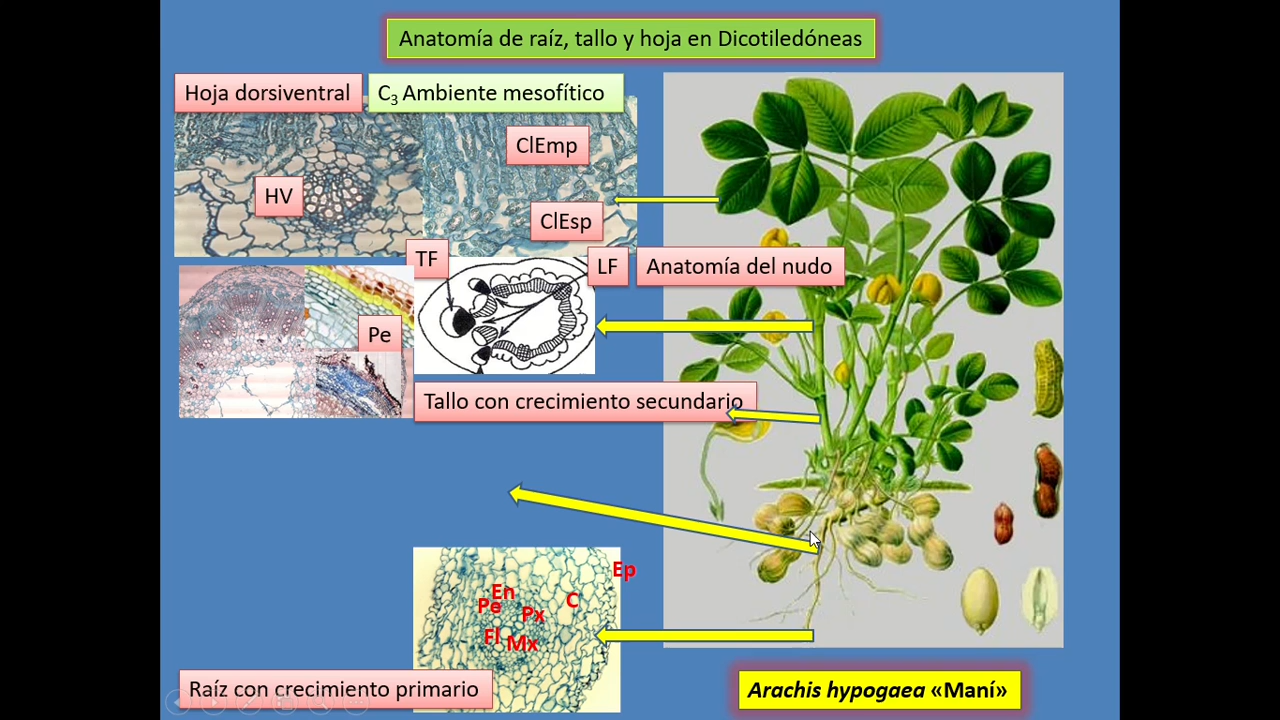 Anatomía de raíz, tallo y hoja en Dicotiledóneas
Hoja dorsiventral
C₃ Ambiente mesofítico
ClEmp
HV
ClEsp
TF
LF
Anatomía del nudo
Pe
Tallo con crecimiento secundario
Ep
En
Pe
C
Px
Fl
Mx
Raíz con crecimiento primario
Arachis hypogaea «Maní»